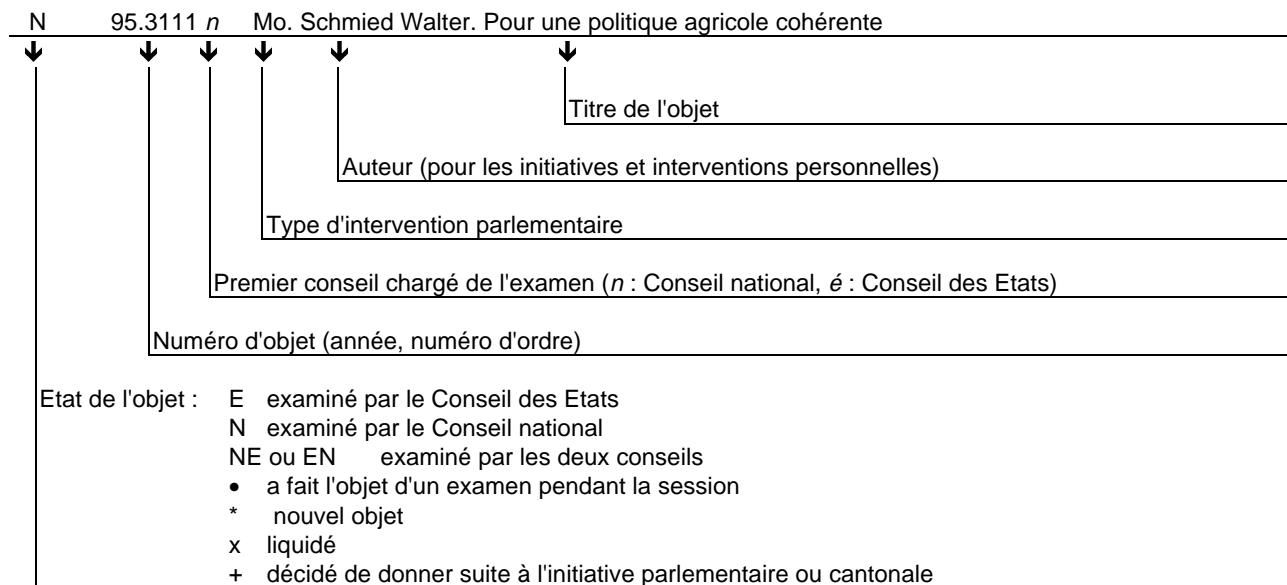 N 95.3111 n Mo. Schmied Walter. Pour une politique agricole cohérente
Titre de l'objet
Auteur (pour les initiatives et interventions personnelles)
Type d'intervention parlementaire
Premier conseil chargé de l'examen (n : Conseil national, é : Conseil des Etats)
Numéro d'objet (année, numéro d'ordre)
Etat de l'objet : E examiné par le Conseil des Etats
N examiné par le Conseil national
NE ou EN examiné par les deux conseils
• a fait l'objet d'un examen pendant la session
* nouvel objet
x liquidé
+ décidé de donner suite à l'initiative parlementaire ou cantonale